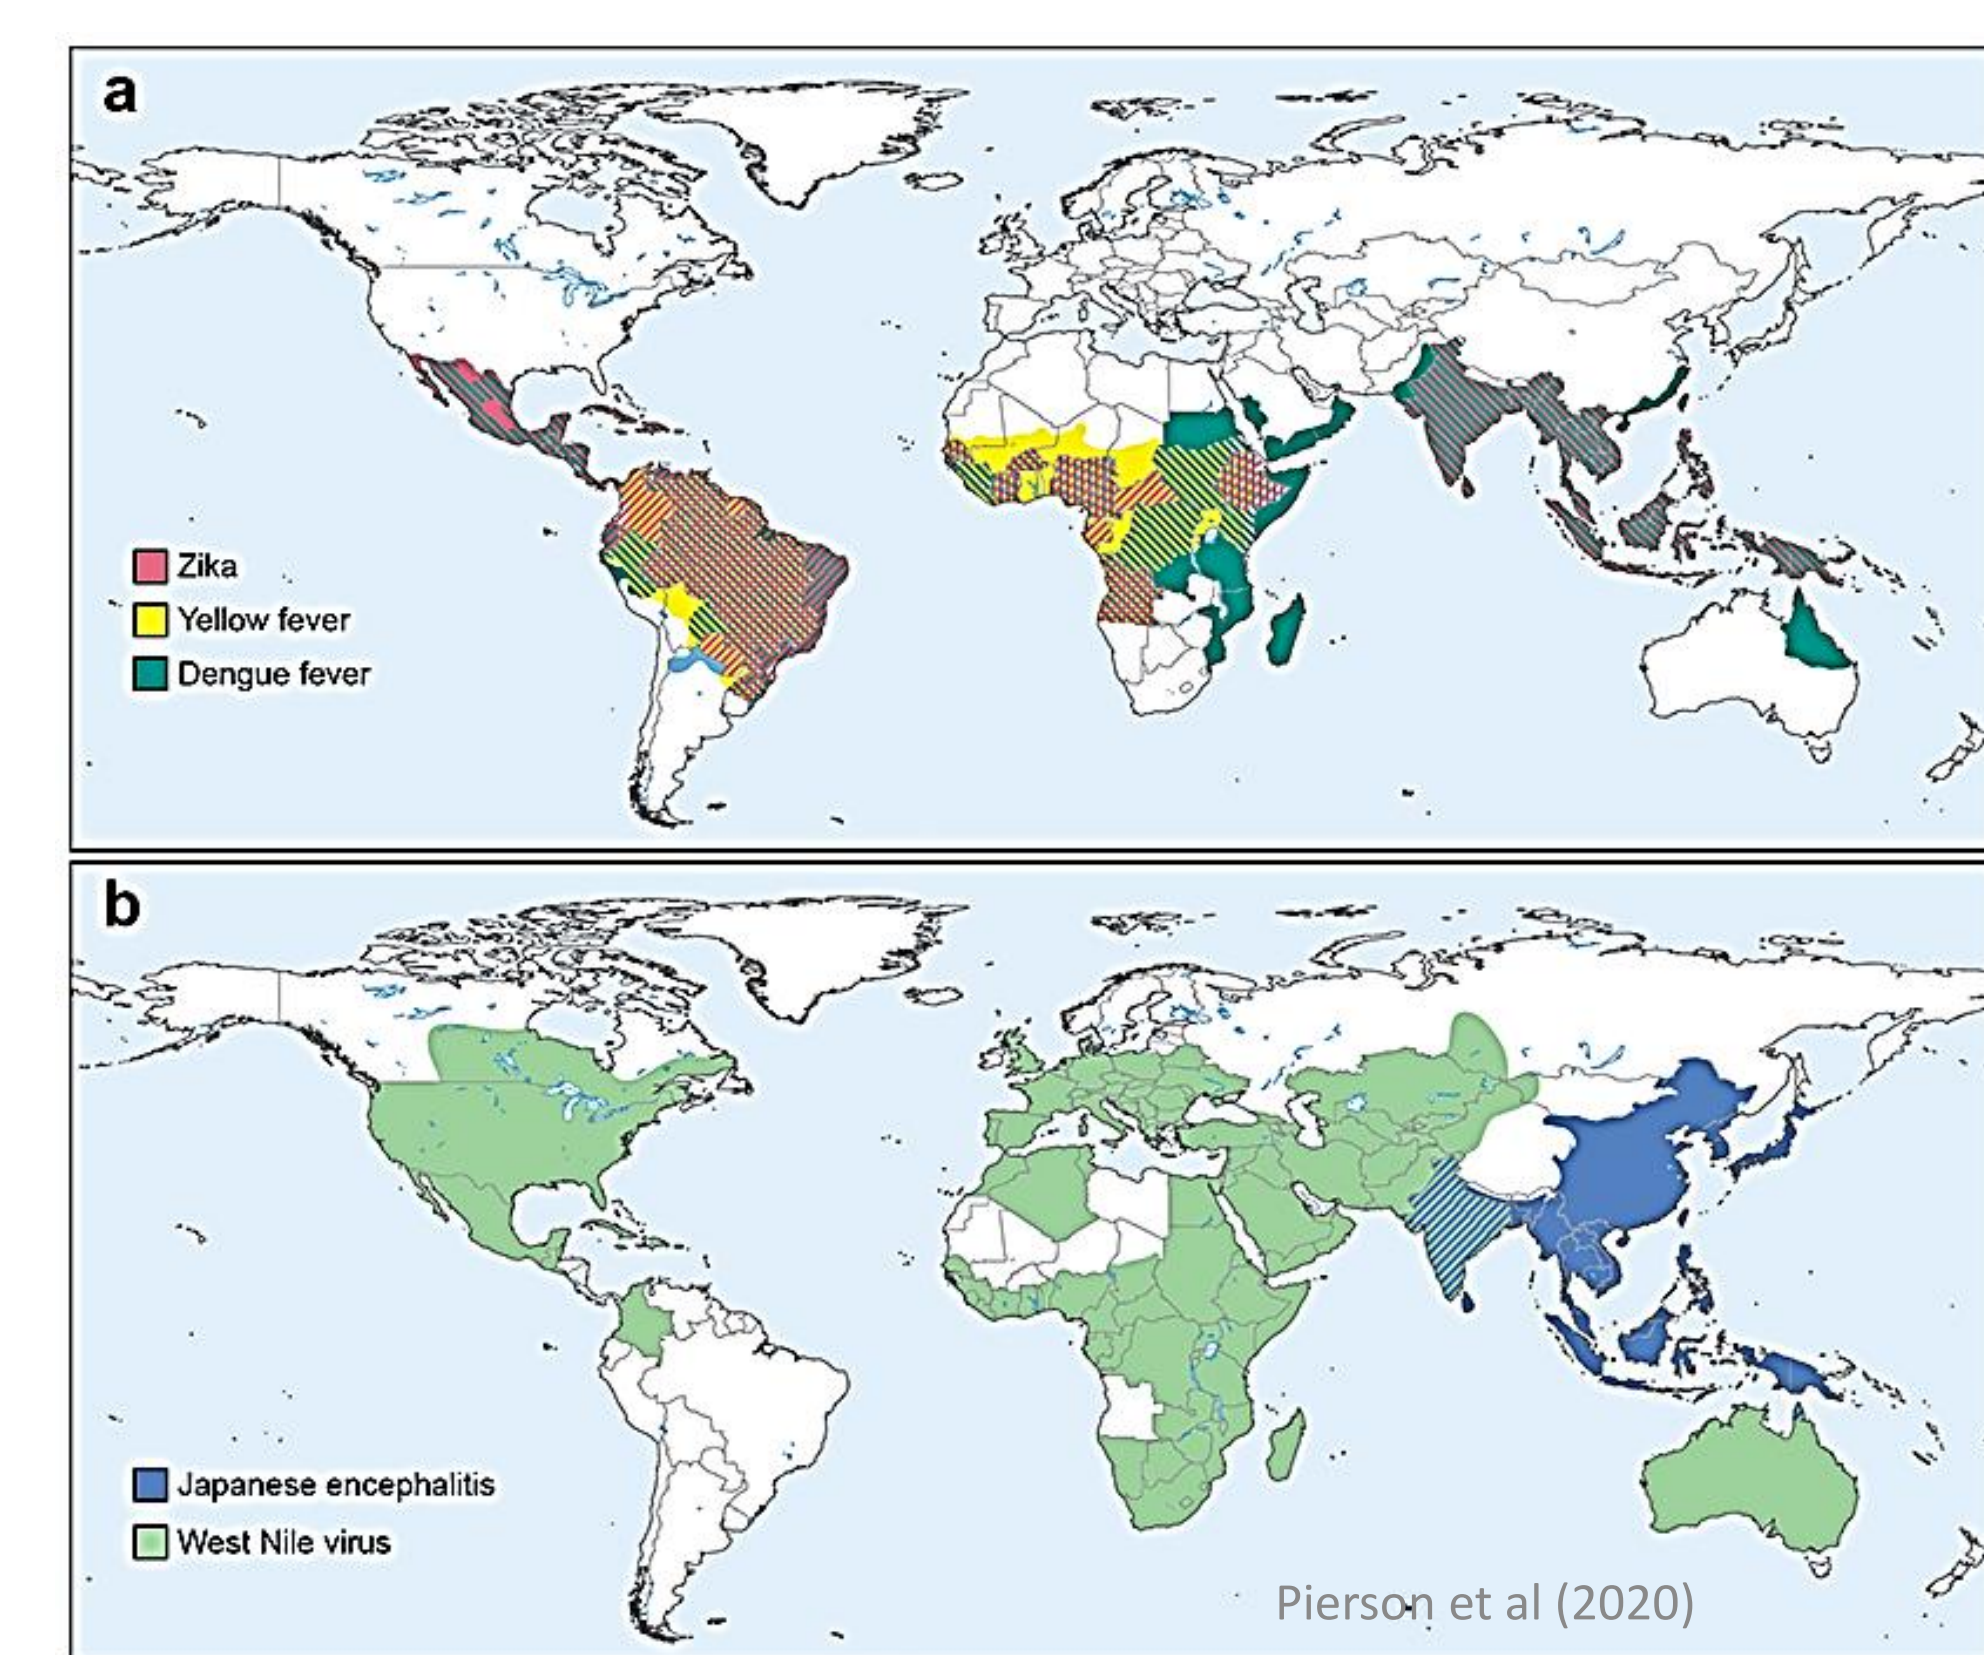 a
Zika
Yellow fever
Dengue fever
b
Japanese encephalitis
West Nile virus
Pierson et al (2020)